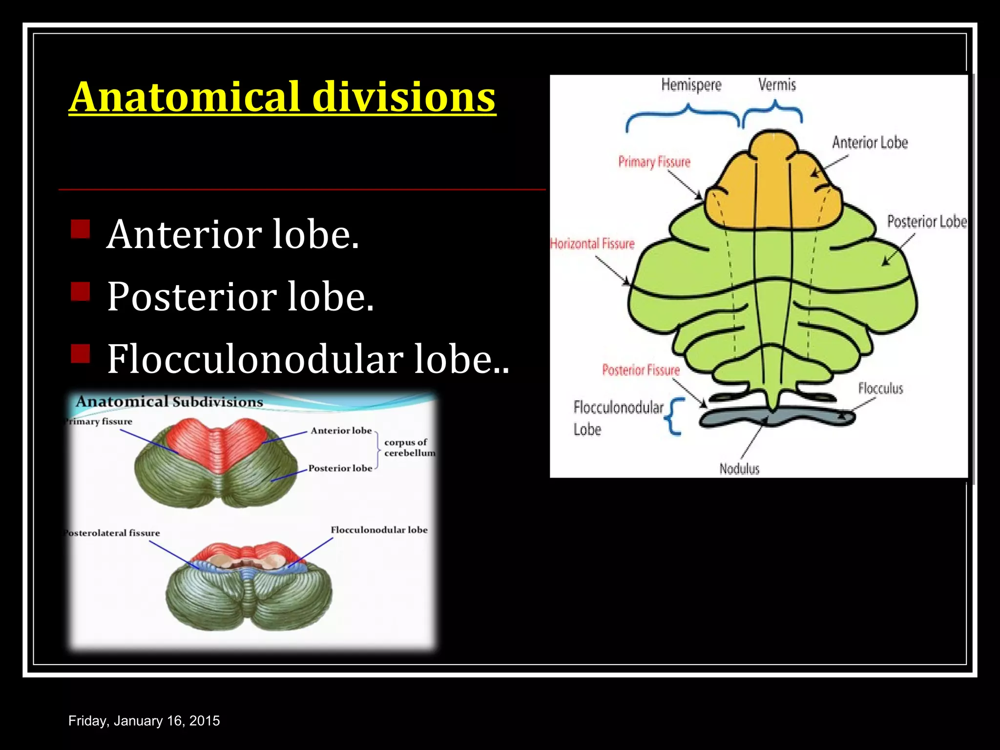 Anatomical divisions
Anterior lobe.
Posterior lobe.
Flocculonodular lobe..
Hemispere Vermis
Anterior Lobe
Primary Fissure
Posterior Lobe
Horizontal Fissure
Posterior Fissure
Flocculus
Flocculonodular
Lobe
Nodulus
Anatomical Subdivisions
Primary fissure
Anterior lobe
corpus of
cerebellum
Posterior lobe
Posterolateral fissure
Flocculonodular lobe
Friday, January 16, 2015